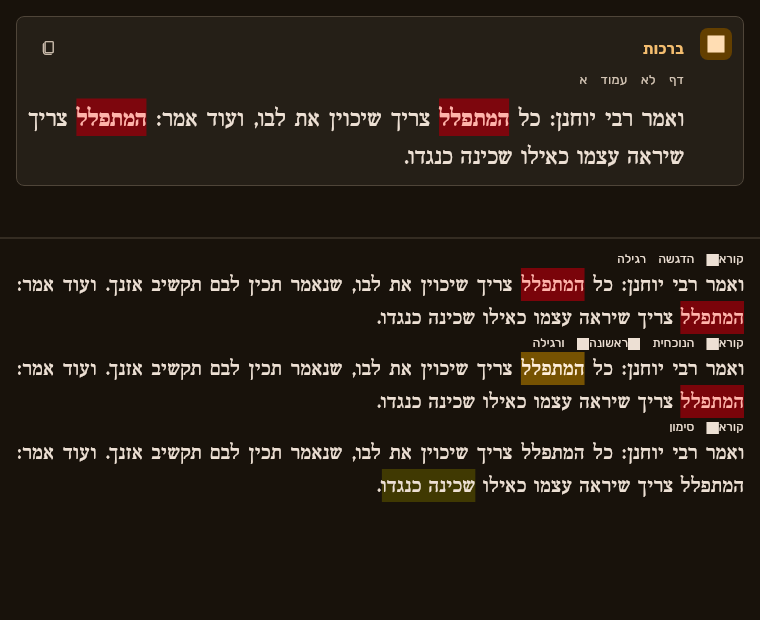 ברכות
דף לא עמוד א
ואמר רבי יוחנן: כל המתפלל צריך שיכוין את לבו, ועוד אמר: המתפלל צריך
שיראה עצמו כאילו שכינה כנגדו.
קורא הדגשה רגילה
ואמר רבי יוחנן: כל המתפלל צריך שיכוין את לבו, שנאמר תכין לבם תקשיב אזנך. ועוד אמר:
המתפלל צריך שיראה עצמו כאילו שכינה כנגדו.
קורא הנוכחית ראשונה ורגילה
ואמר רבי יוחנן: כל המתפלל צריך שיכוין את לבו, שנאמר תכין לבם תקשיב אזנך. ועוד אמר:
המתפלל צריך שיראה עצמו כאילו שכינה כנגדו.
קורא סימון
ואמר רבי יוחנן: כל המתפלל צריך שיכוין את לבו, שנאמר תכין לבם תקשיב אזנך. ועוד אמר:
המתפלל צריך שיראה עצמו כאילו שכינה כנגדו.